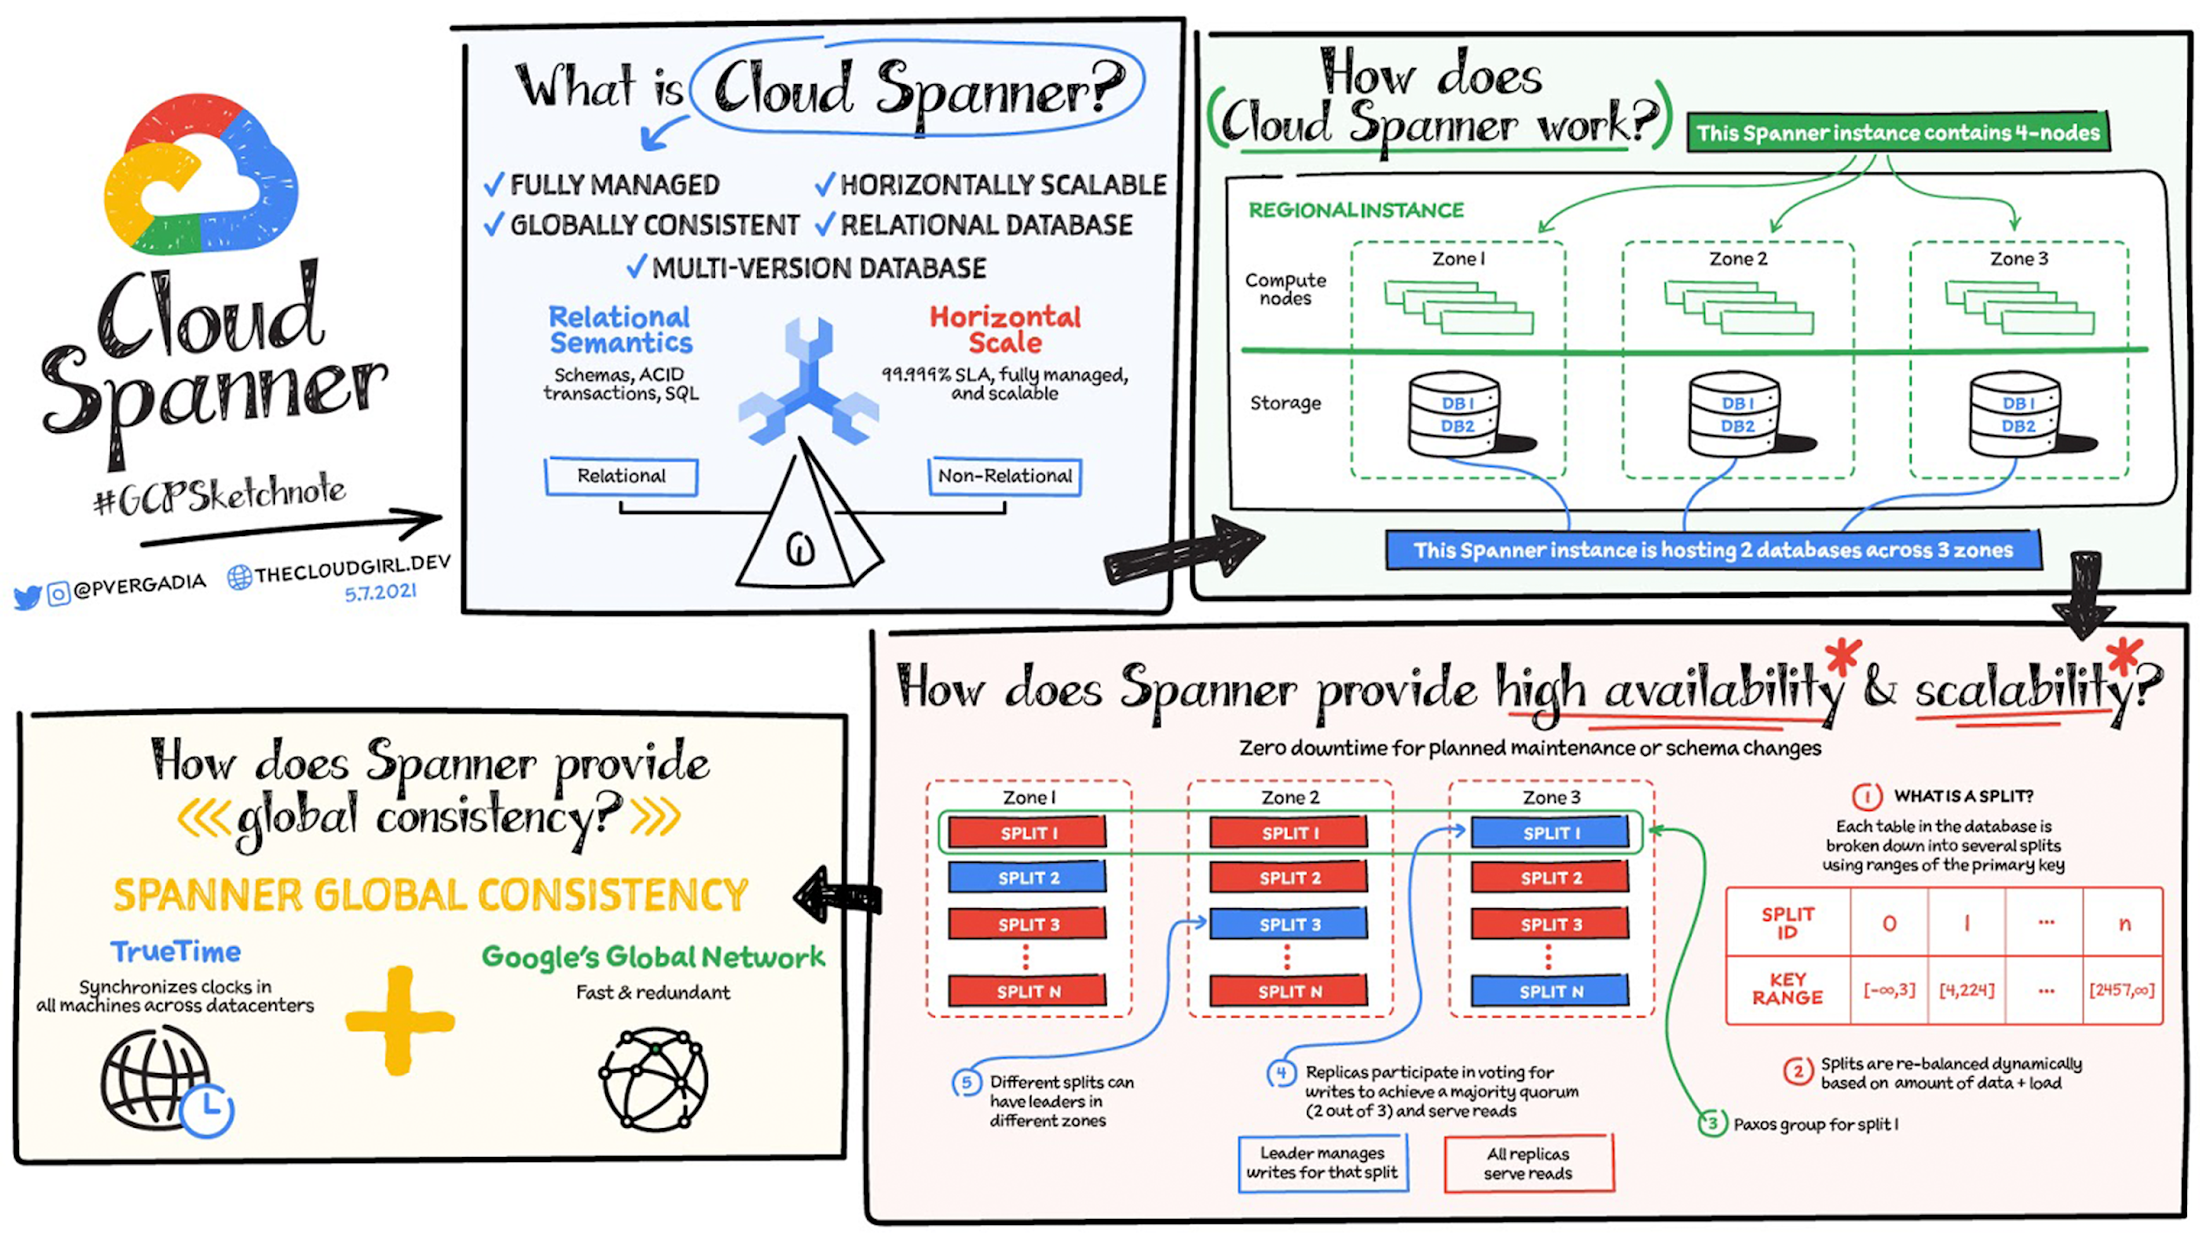 Cloud
Spanner
#GCPSketchnote
@PVERGADIA
THECLOUDGIRL.DEV
5.7.2021
What is Cloud Spanner?
✓ FULLY MANAGED
✓ HORIZONTALLY SCALABLE
✓ GLOBALLY CONSISTENT
✓ RELATIONAL DATABASE
✓ MULTI-VERSION DATABASE
Relational
Semantics
Schemas, ACID
transactions, SQL
Horizontal
Scale
99.999% SLA, fully managed,
and scalable
Relational
Non-Relational
How does
(Cloud Spanner work?)
This Spanner instance contains 4-nodes
REGIONAL INSTANCE
Zone 1
Zone 2
Zone 3
Compute
nodes
Storage
DB1
DB2
DB1
DB2
DB1
DB2
This Spanner instance is hosting 2 databases across 3 zones
How does Spanner provide high availability* & scalability*?
Zero downtime for planned maintenance or schema changes
Zone 1
SPLIT 1
SPLIT 2
SPLIT 3
SPLIT N
Zone 2
SPLIT 1
SPLIT 2
SPLIT 3
SPLIT N
Zone 3
SPLIT 1
SPLIT 2
SPLIT 3
SPLIT N
1 WHAT IS A SPLIT?
Each table in the database is
broken down into several splits
using ranges of the primary key
SPLIT
ID
0 1 ... n
KEY
RANGE
[-∞,3] [4,224] ... [2457,∞]
2 Splits are re-balanced dynamically
based on amount of data + load
3 Paxos group for split 1
4 Replicas participate in voting for
writes to achieve a majority quorum
(2 out of 3) and serve reads
5 Different splits can
have leaders in
different zones
Leader manages
writes for that split
All replicas
serve reads
How does Spanner provide
<<< global consistency? >>>
SPANNER GLOBAL CONSISTENCY
TrueTime
Synchronizes clocks in
all machines across datacenters
+
Google's Global Network
Fast & redundant